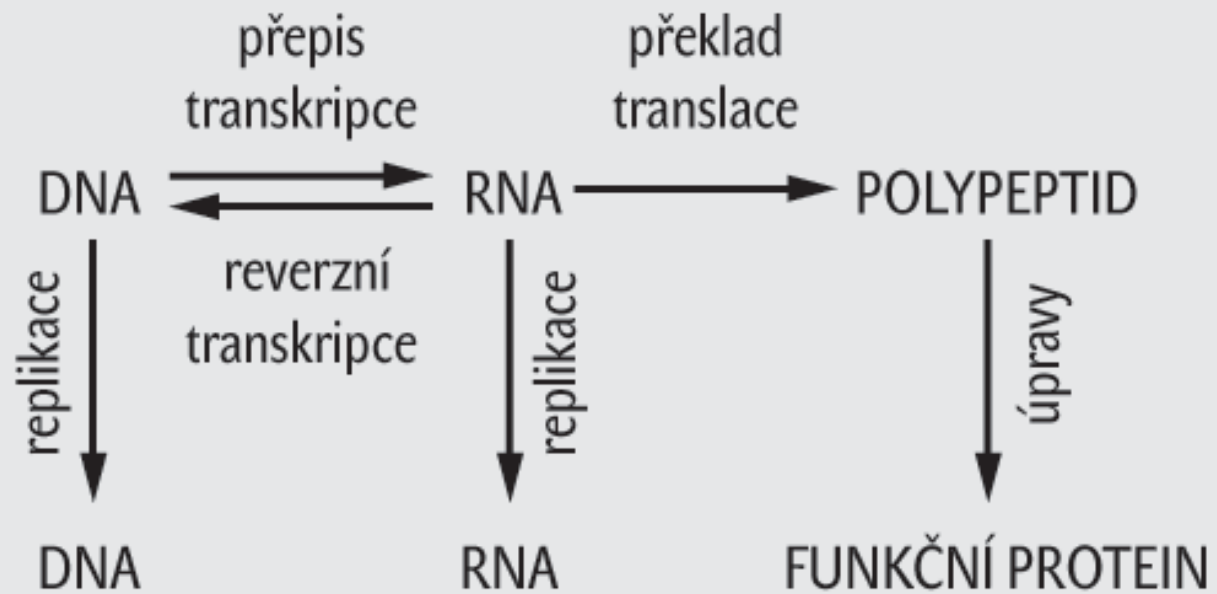 přepis
transkripce
překlad
translace
DNA
RNA
POLYPEPTID
reverzní
transkripce
replikace
replikace
úpravy
DNA
RNA
FUNKČNÍ PROTEIN